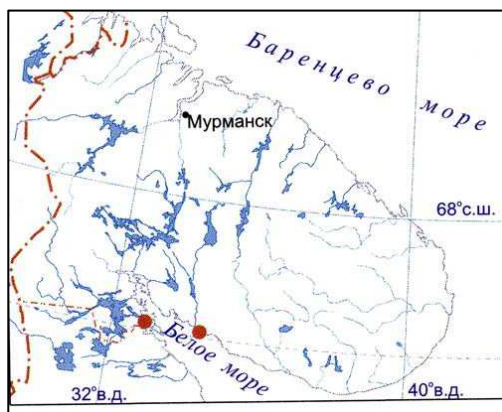 Баренцево море
Мурманск
68°с.ш.
Белое море
32°в.д.
40°в.д.